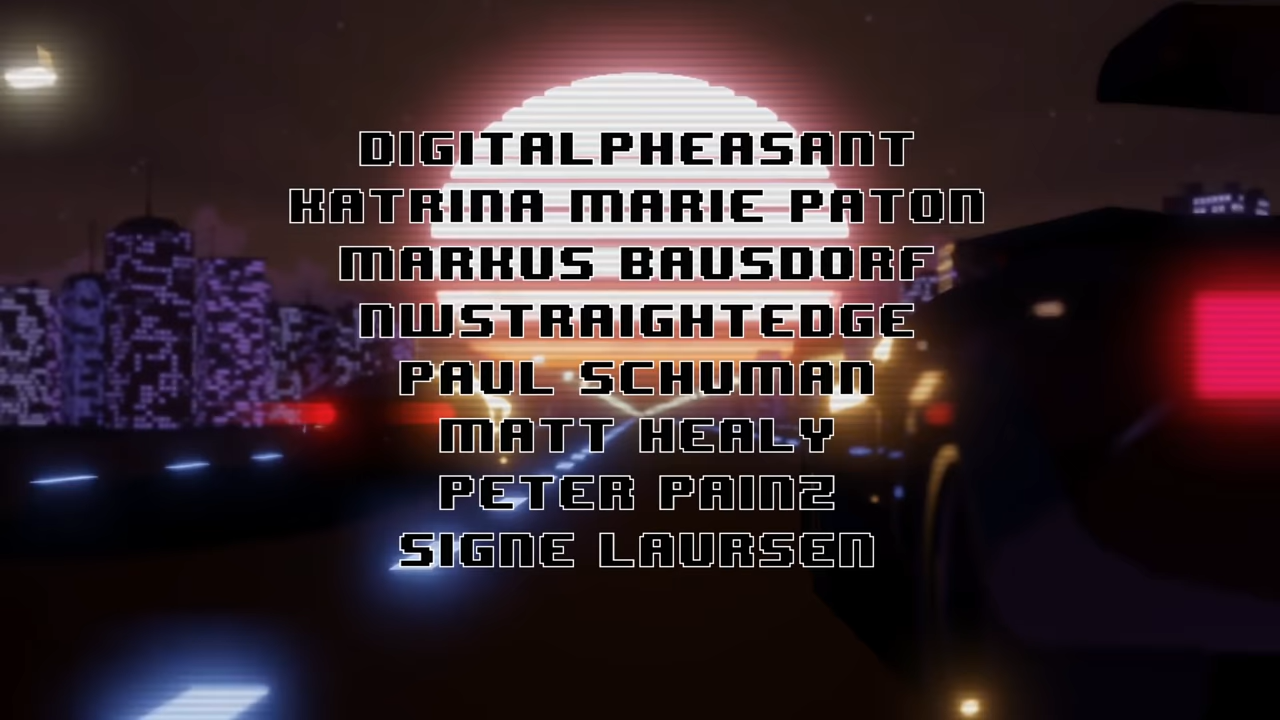 DIGITALPHEASANT
KATRINA MARIE PATON
MARKUS BAUSDORF
NWSTRAIGHTEDGE
PAUL SCHUMAN
MATT HEALY
PETER PAINZ
SIGNE LAURSEN